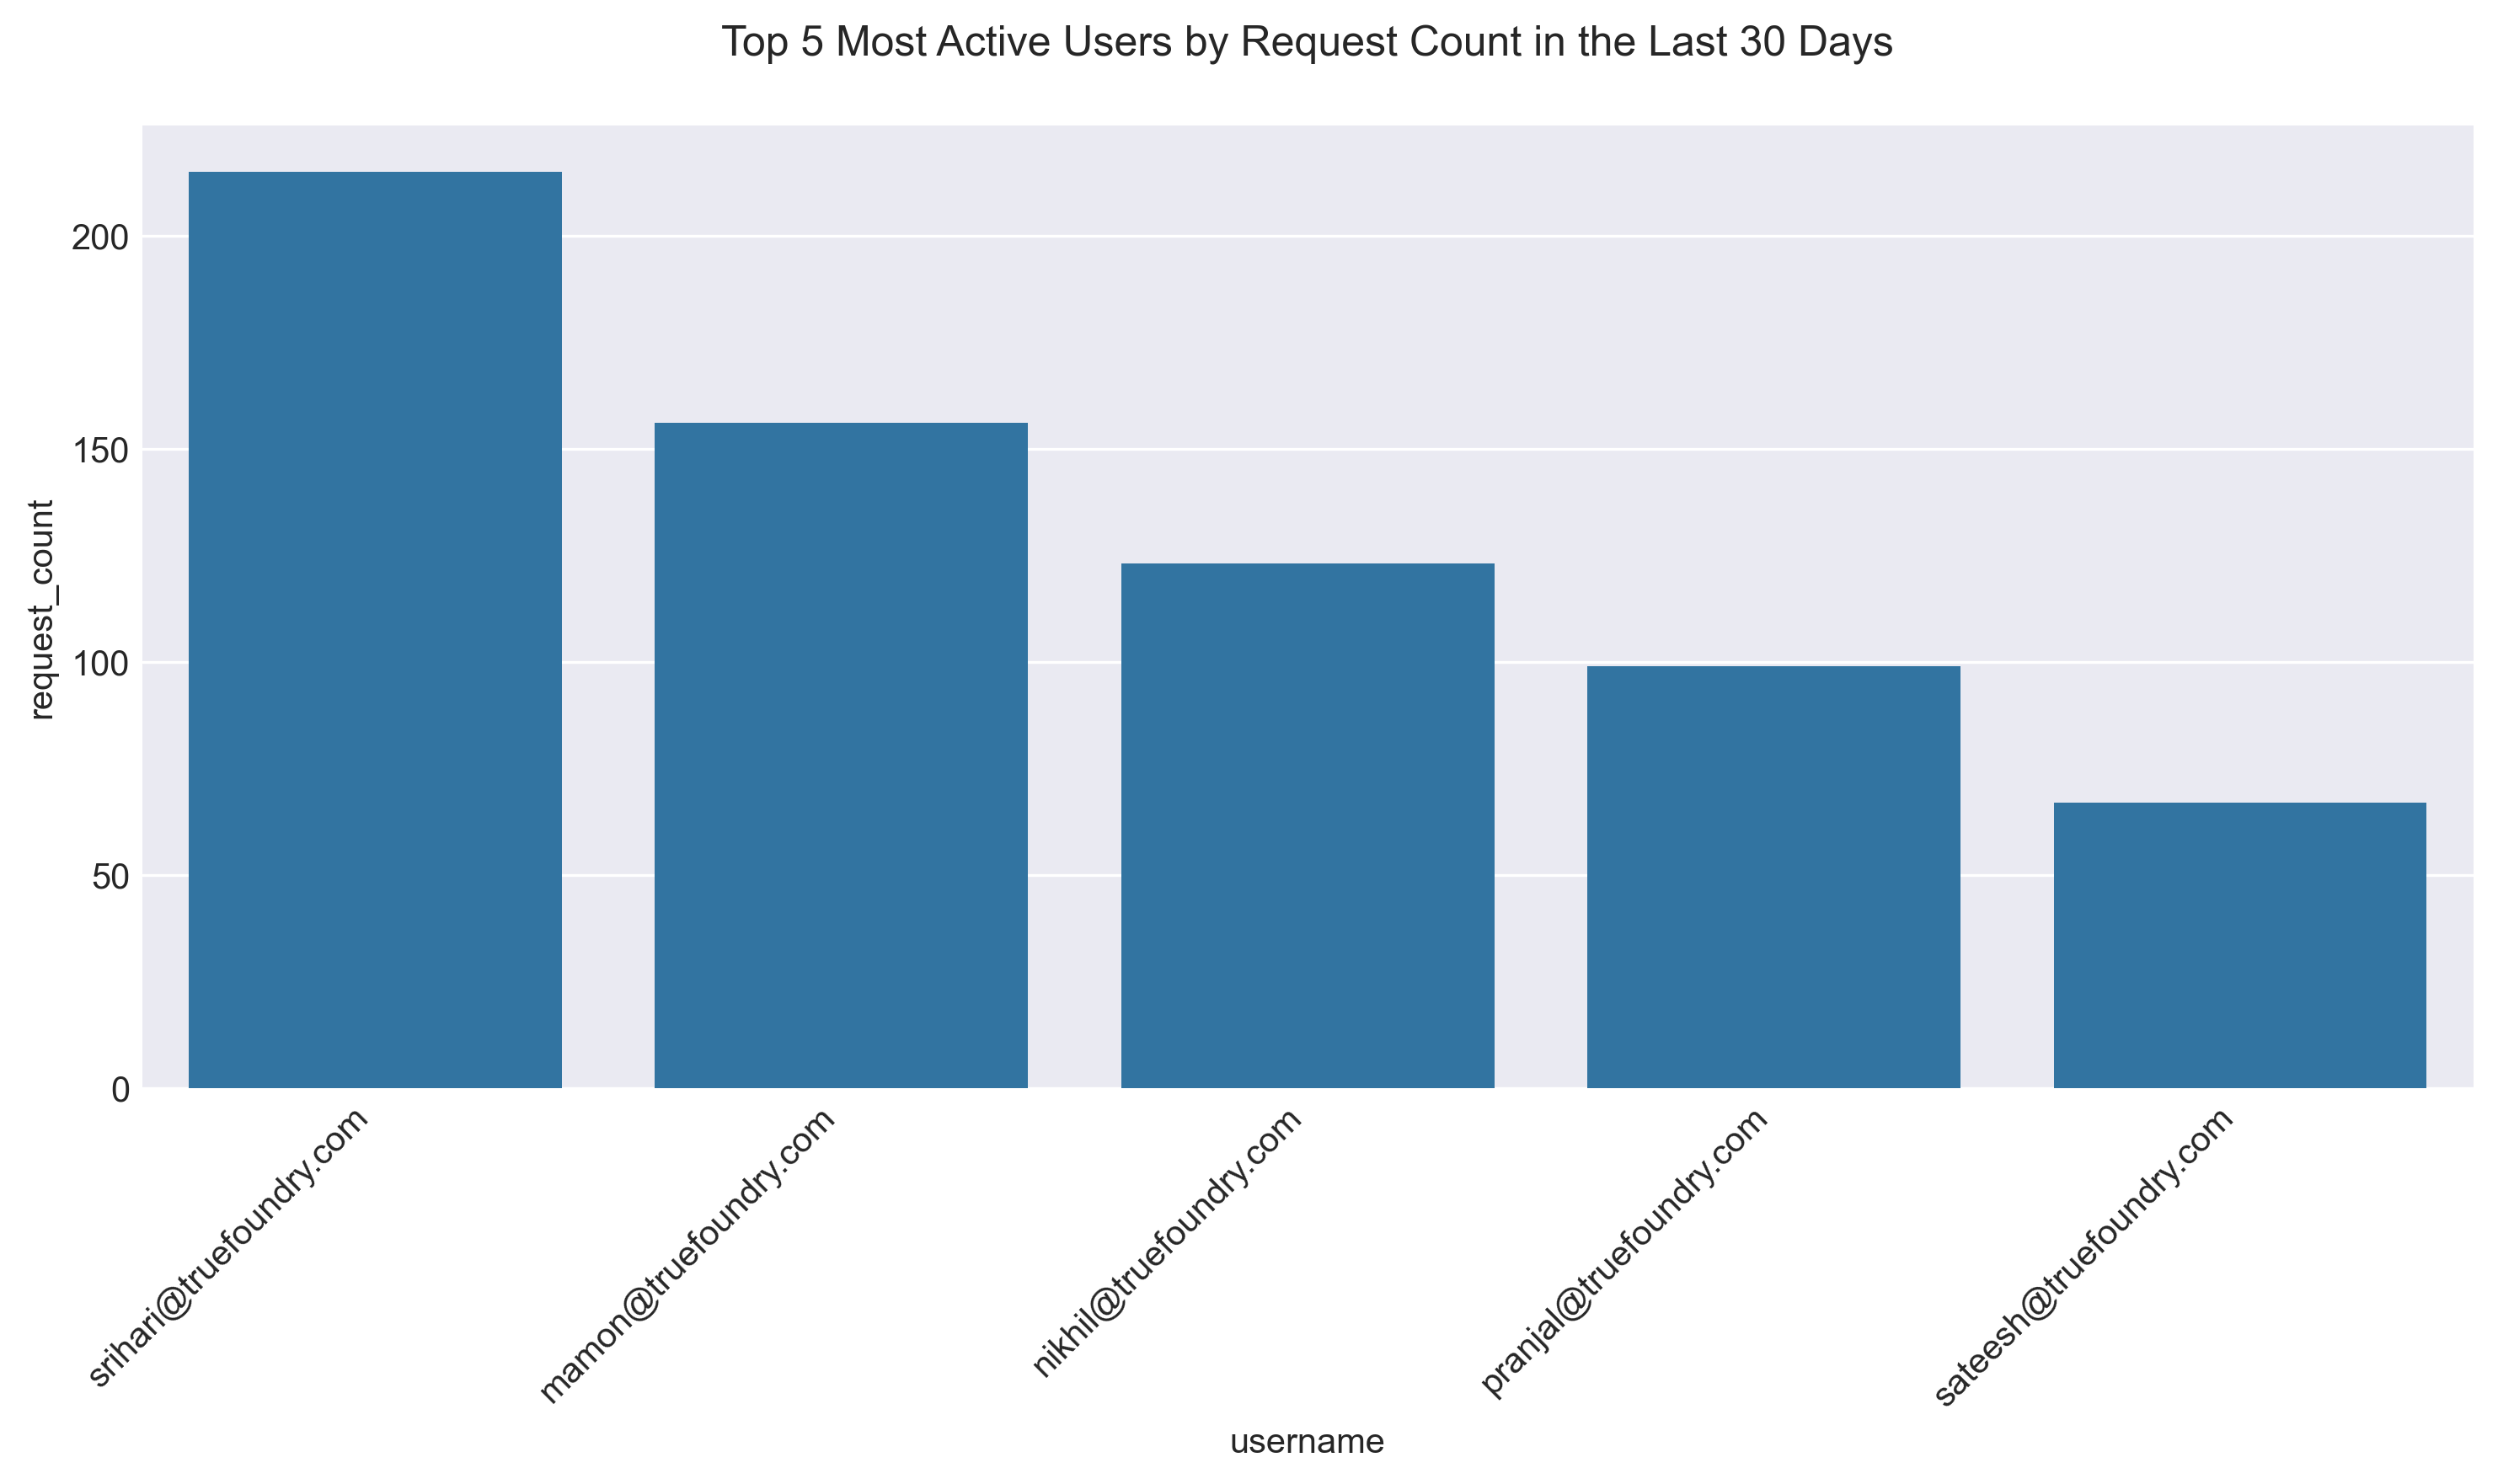 Top 5 Most Active Users by Request Count in the Last 30 Days
200
150
100
50
0
request_count
srihari@truefoundry.com
mamon@truefoundry.com
nikhil@truefoundry.com
pranjal@truefoundry.com
sateesh@truefoundry.com
username